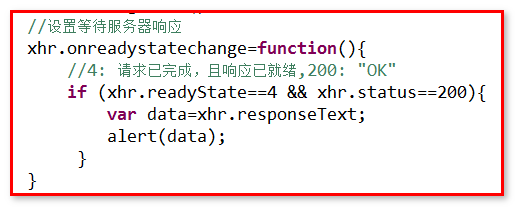 //设置等待服务器响应
xhr.onreadystatechange=function(){
//4: 请求已完成，且响应已就绪,200: "OK"
if (xhr.readyState==4 && xhr.status==200){
var data=xhr.responseText;
alert(data);
}
}